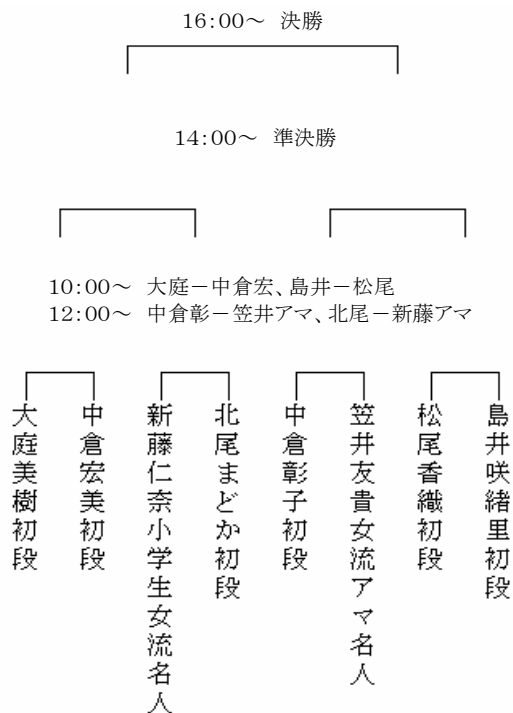 16:00～ 決勝
14:00～ 準決勝
10:00～ 大庭－中倉宏、島井－松尾
12:00～ 中倉彰－笠井アマ、北尾－新藤アマ
大庭美樹初段
中倉宏美初段
新藤仁奈小学生女流名人
北尾まどか初段
中倉彰子初段
笠井友貴女流アマ名人
松尾香織初段
島井咲緒里初段